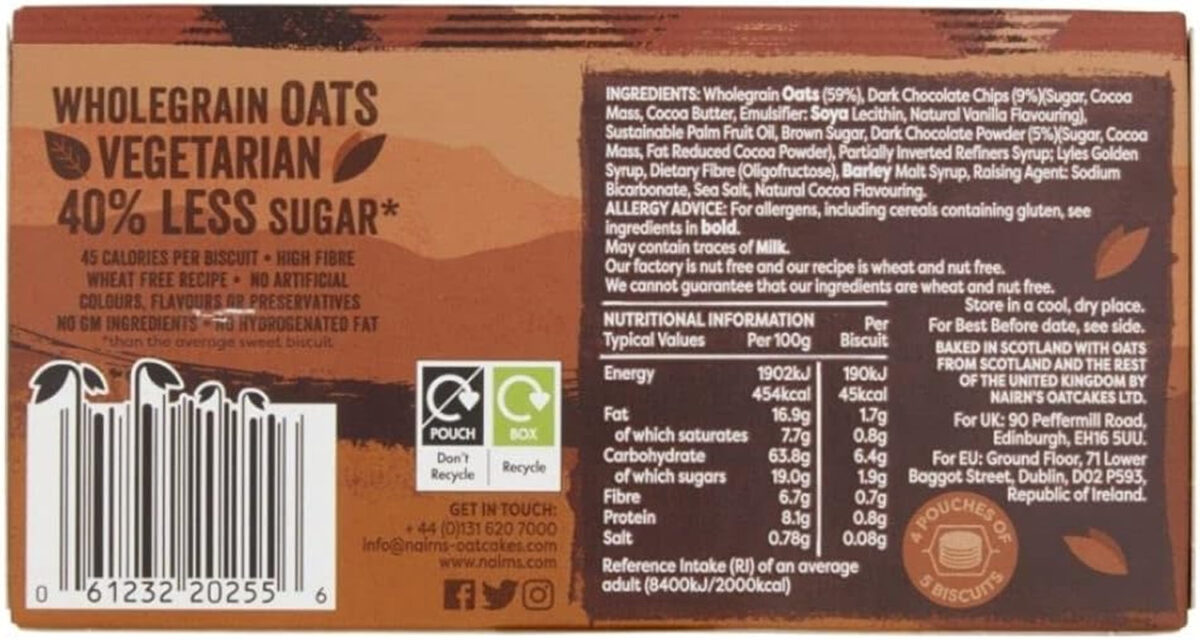 WHOLEGRAIN OATS
VEGETARIAN
40% LESS SUGAR*
45 CALORIES PER BISCUIT • HIGH FIBRE
WHEAT FREE RECIPE • NO ARTIFICIAL
COLOURS, FLAVOURS OR PRESERVATIVES
NO GM INGREDIENTS • NO HYDROGENATED FAT
*than the average sweet biscuit
0 61232 20255 6
POUCH
Don't
Recycle
BOX
Recycle
GET IN TOUCH:
+44 (0)131 620 7000
info@nairns-oatcakes.com
www.nairns.com
INGREDIENTS: Wholegrain Oats (59%), Dark Chocolate Chips (9%)(Sugar, Cocoa
Mass, Cocoa Butter, Emulsifier: Soya Lecithin, Natural Vanilla Flavouring),
Sustainable Palm Fruit Oil, Brown Sugar, Dark Chocolate Powder (5%)(Sugar, Cocoa
Mass, Fat Reduced Cocoa Powder), Partially Inverted Refiners Syrup; Lyles Golden
Syrup, Dietary Fibre (Oligofructose), Barley Malt Syrup, Raising Agent: Sodium
Bicarbonate, Sea Salt, Natural Cocoa Flavouring.
ALLERGY ADVICE: For allergens, including cereals containing gluten, see
ingredients in bold.
May contain traces of Milk.
Our factory is nut free and our recipe is wheat and nut free.
We cannot guarantee that our ingredients are wheat and nut free.
NUTRITIONAL INFORMATION Per
Typical Values Per 100g Biscuit
Energy 1902kJ 190kJ
454kcal 45kcal
Fat 16.9g 1.7g
of which saturates 7.7g 0.8g
Carbohydrate 63.8g 6.4g
of which sugars 19.0g 1.9g
Fibre 6.7g 0.7g
Protein 8.1g 0.8g
Salt 0.78g 0.08g
Reference Intake (RI) of an average
adult (8400kJ/2000kcal)
Store in a cool, dry place.
For Best Before date, see side.
BAKED IN SCOTLAND WITH OATS
FROM SCOTLAND AND THE REST
OF THE UNITED KINGDOM BY
NAIRN'S OATCAKES LTD.
For UK: 90 Peffermill Road,
Edinburgh, EH16 5UU.
For EU: Ground Floor, 71 Lower
Baggot Street, Dublin, D02 P593,
Republic of Ireland.
4 POUCHES OF
5 BISCUITS